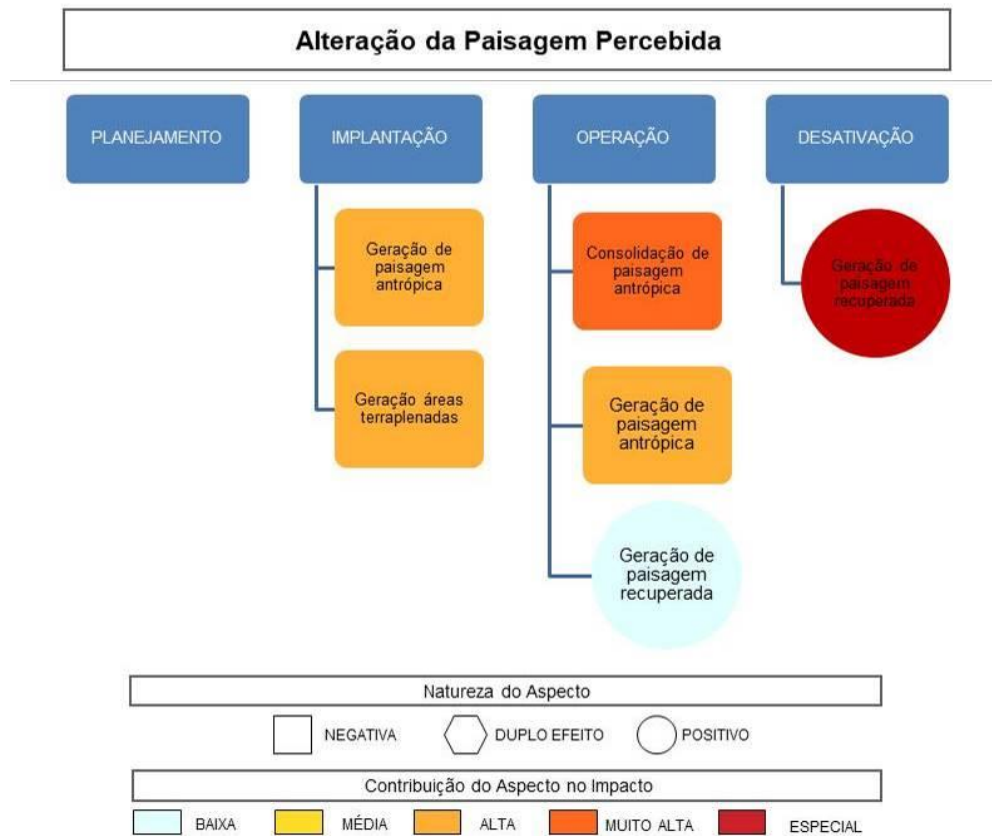 Alteração da Paisagem Percebida
PLANEJAMENTO
IMPLANTAÇÃO
OPERAÇÃO
DESATIVAÇÃO
Geração de
paisagem
antrópica
Geração áreas
terraplenadas
Consolidação de
paisagem
antrópica
Geração de
paisagem
antrópica
Geração de
paisagem
recuperada
Geração de
paisagem
recuperada
Natureza do Aspecto
NEGATIVA
DUPLO EFEITO
POSITIVO
Contribuição do Aspecto no Impacto
BAIXA
MÉDIA
ALTA
MUITO ALTA
ESPECIAL